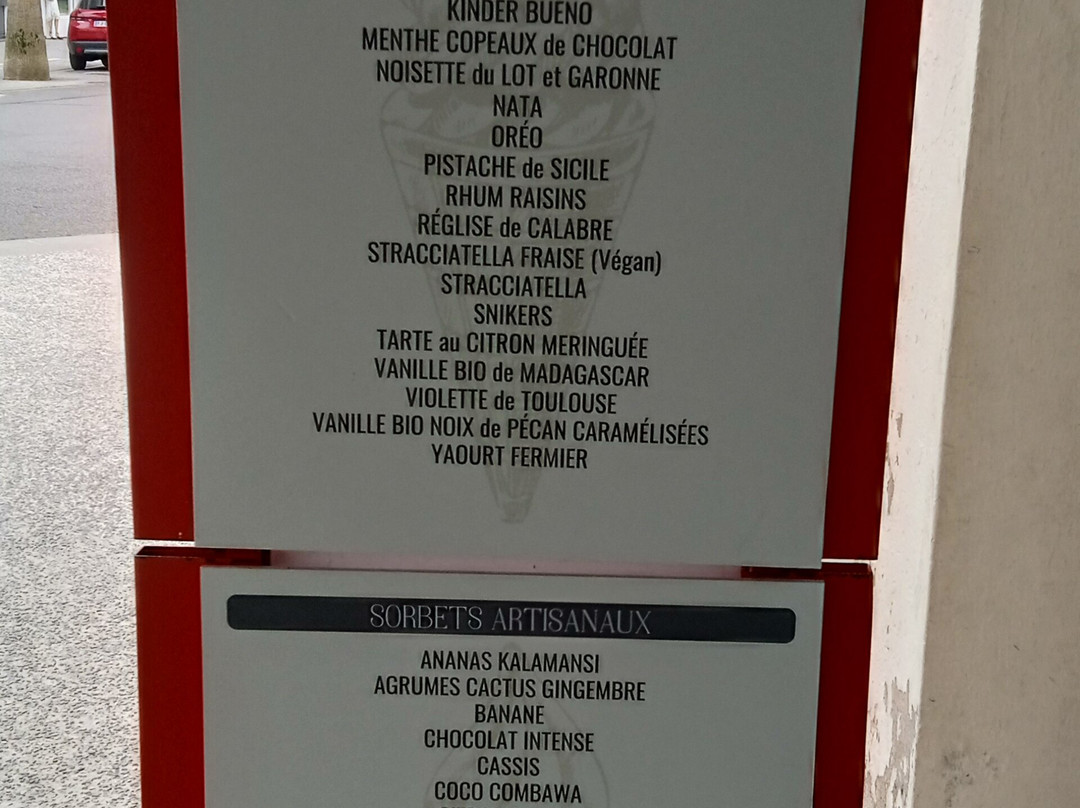 KINDER BUENO
MENTHE COPEAUX de CHOCOLAT
NOISETTE du LOT et GARONNE
NATA
ORÉO
PISTACHE de SICILE
RHUM RAISINS
RÉGLISE de CALABRE
STRACCIATELLA FRAISE (Végan)
STRACCIATELLA
SNIKERS
TARTE au CITRON MERINGUÉE
VANILLE BIO de MADAGASCAR
VIOLETTE de TOULOUSE
VANILLE BIO NOIX de PÉCAN CARAMÉLISÉES
YAOURT FERMIER
SORBETS ARTISANAUX
ANANAS KALAMANSI
AGRUMES CACTUS GINGEMBRE
BANANE
CHOCOLAT INTENSE
CASSIS
COCO COMBAWA